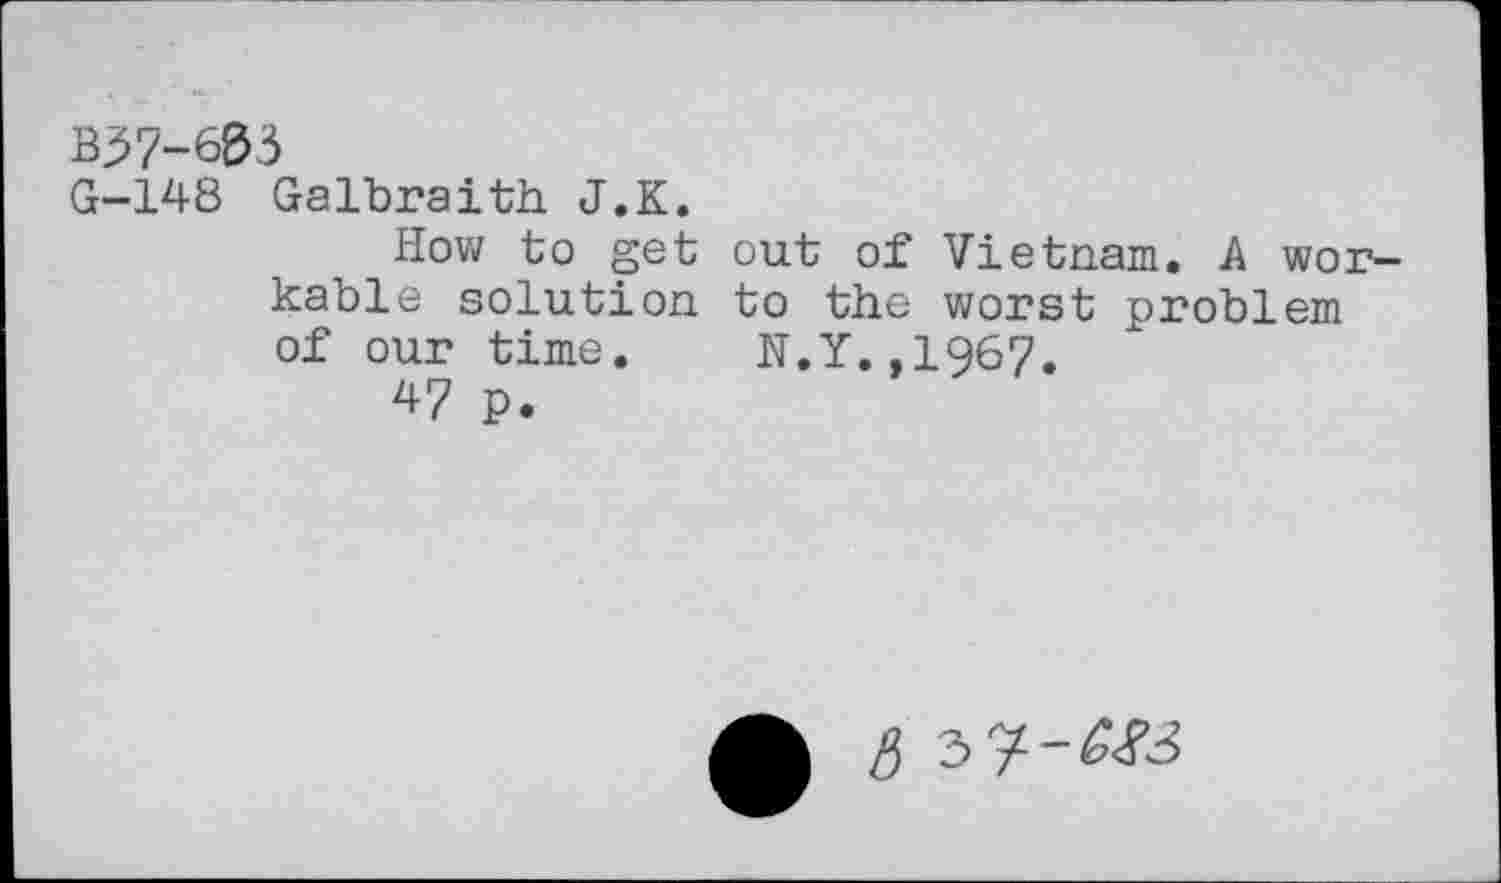 B37-683
G-148 Galbraith J.K.
How to get out of Vietnam. A wor-
kable solution to the worst problem
of our time. N.Y.,1967.
47 p.
B 37-683